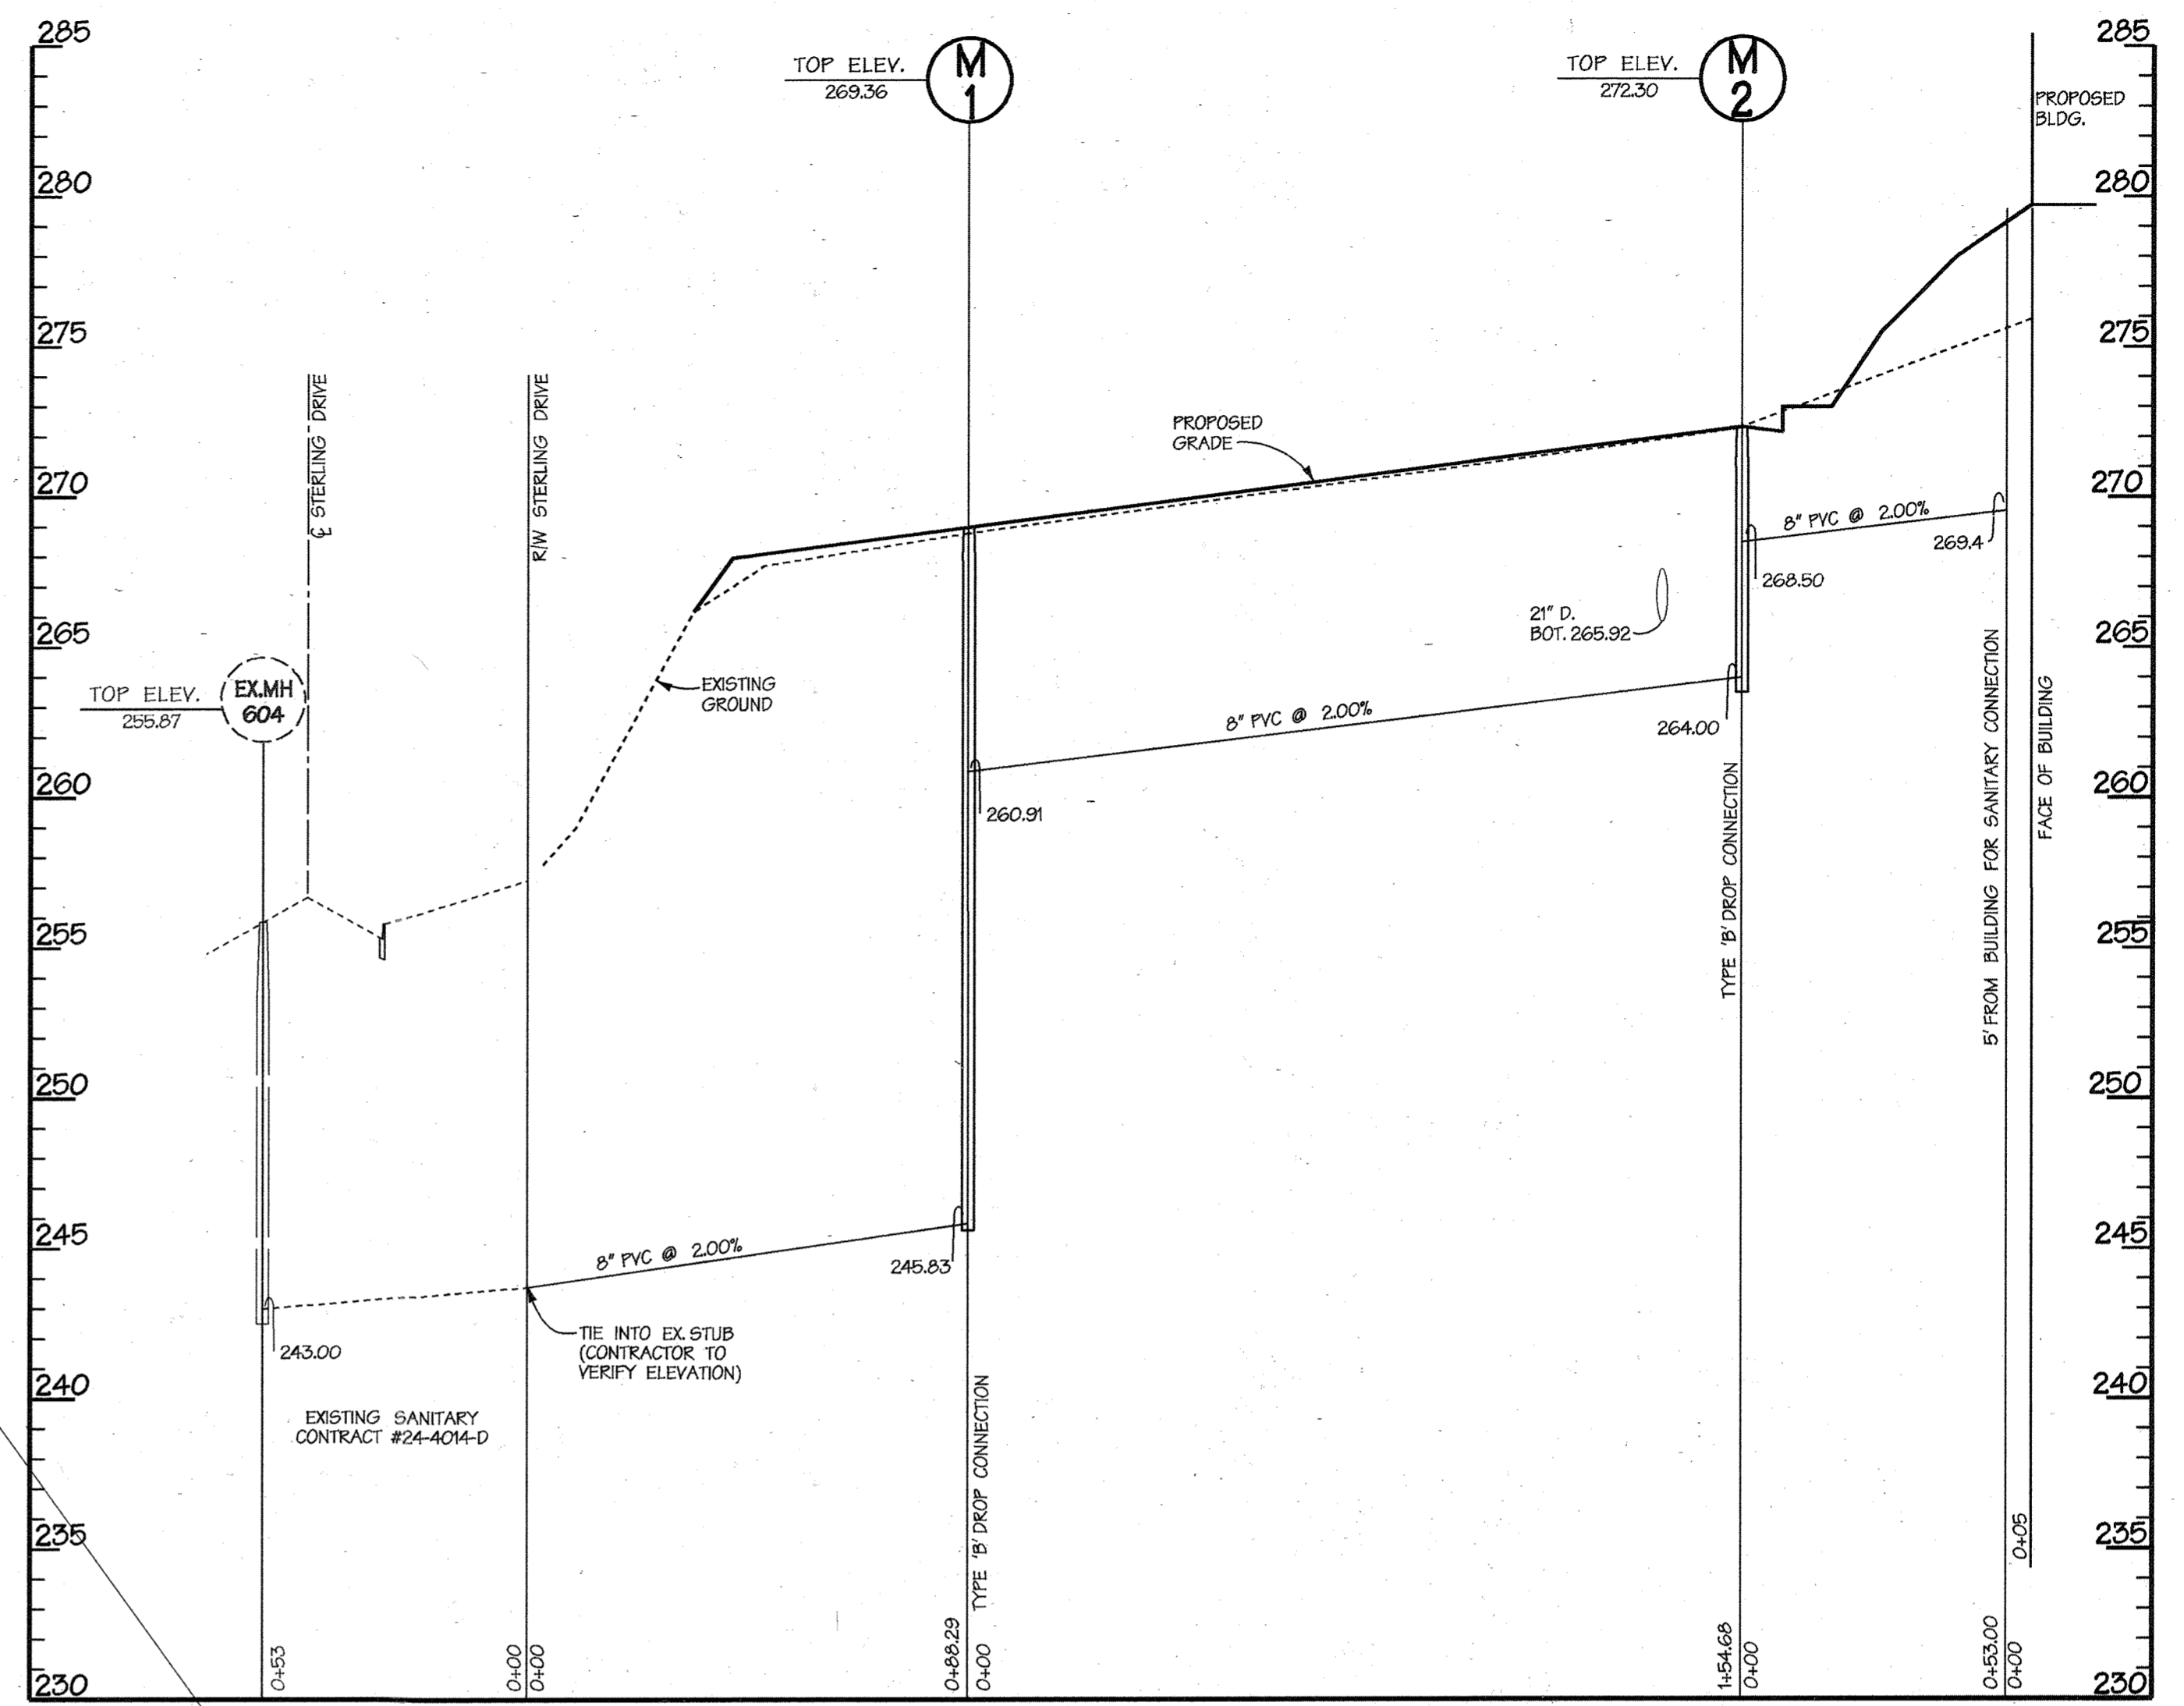 285
280
275
270
265
260
255
250
245
240
235
230
TOP ELEV.
255.87
EX.MH
604
℄ STERLING DRIVE
R/W STERLING DRIVE
TOP ELEV.
269.36
M
1
TOP ELEV.
272.30
M
2
PROPOSED
BLDG.
PROPOSED
GRADE
EXISTING
GROUND
8" PVC @ 2.00%
269.4
268.50
21" D.
BOT. 265.92
8" PVC @ 2.00%
264.00
260.91
TYPE 'B' DROP CONNECTION
5' FROM BUILDING FOR SANITARY CONNECTION
FACE OF BUILDING
8" PVC @ 2.00%
245.83
243.00
TIE INTO EX. STUB
(CONTRACTOR TO
VERIFY ELEVATION)
EXISTING SANITARY
CONTRACT #24-4014-D
TYPE 'B' DROP CONNECTION
0+53
0+00
0+00
0+88.29
0+00
1+54.68
0+00
0+53.00
0+00
0+05
285
280
275
270
265
260
255
250
245
240
235
230